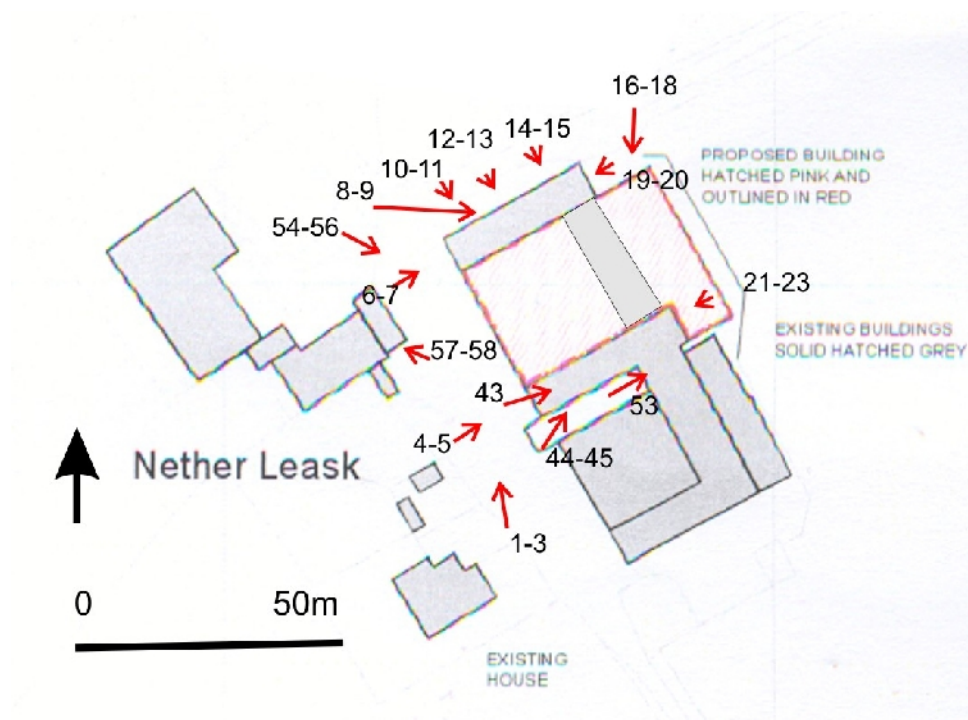 16-18
14-15
12-13
10-11
8-9
19-20
54-56
6-7
PROPOSED BUILDING
HATCHED PINK AND
OUTLINED IN RED
21-23
EXISTING BUILDINGS
SOLID HATCHED GREY
57-58
43
53
4-5
44-45
Nether Leask
1-3
0 50m
EXISTING
HOUSE